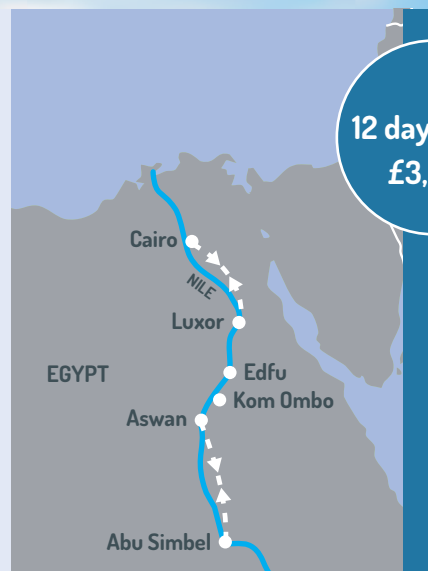 12 day
£3,
Cairo
NILE
Luxor
EGYPT
Edfu
Kom Ombo
Aswan
Abu Simbel